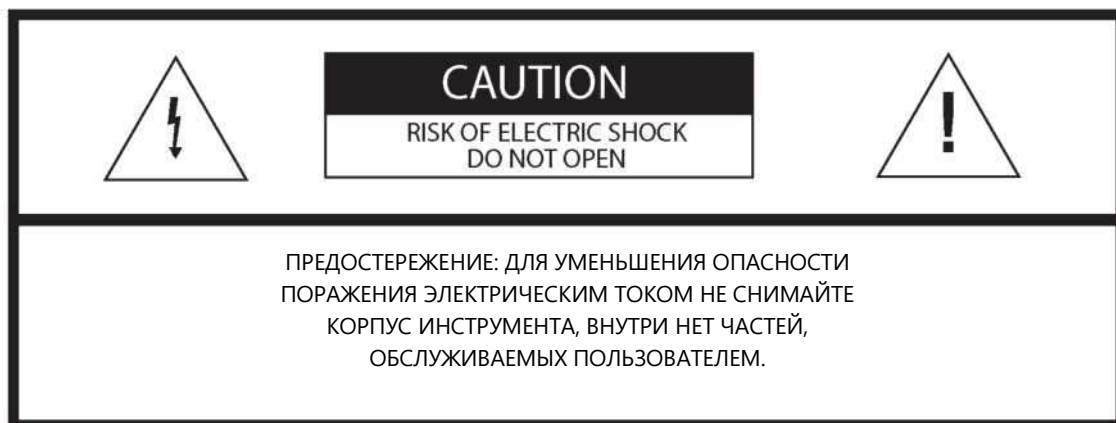 CAUTION
RISK OF ELECTRIC SHOCK
DO NOT OPEN
!
ПРЕДОСТЕРЕЖЕНИЕ: ДЛЯ УМЕНЬШЕНИЯ ОПАСНОСТИ
ПОРАЖЕНИЯ ЭЛЕКТРИЧЕСКИМ ТОКОМ НЕ СНИМАЙТЕ
КОРПУС ИНСТРУМЕНТА, ВНУТРИ НЕТ ЧАСТЕЙ,
ОБСЛУЖИВАЕМЫХ ПОЛЬЗОВАТЕЛЕМ.